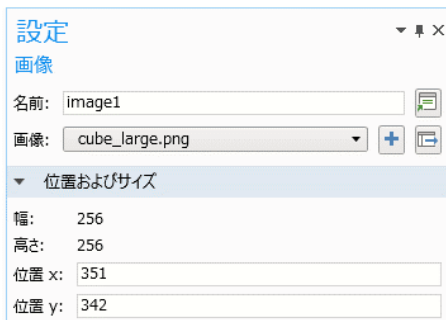 設定
画像
名前: image1
画像: cube_large.png
位置およびサイズ
幅: 256
高さ: 256
位置 x: 351
位置 y: 342